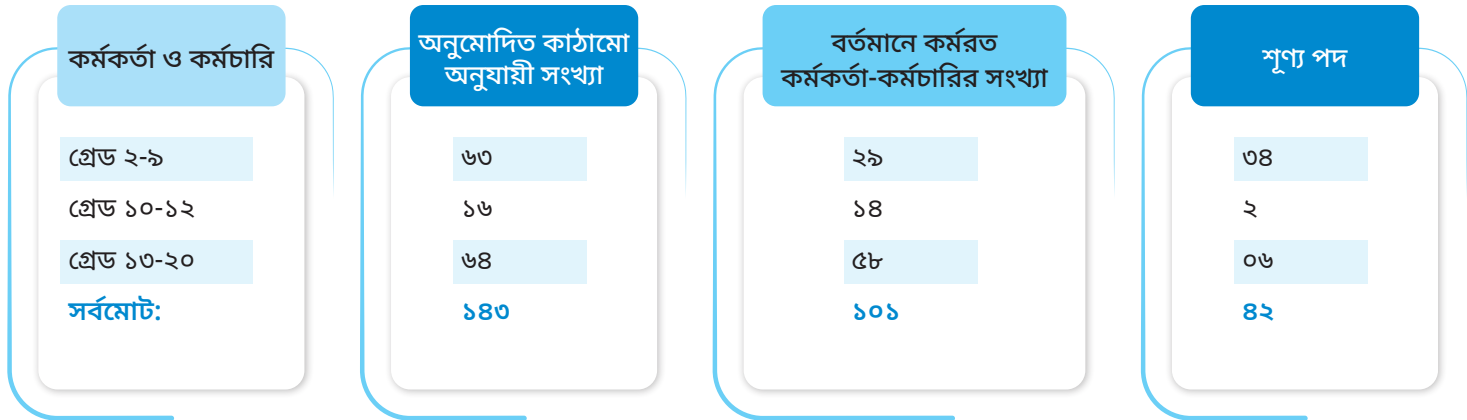 কর্মকর্তা ও কর্মচারি
অনুমোদিত কাঠামো
অনুযায়ী সংখ্যা
বর্তমানে কর্মরত
কর্মকর্তা-কর্মচারির সংখ্যা
শূণ্য পদ
গ্রেড ২-৯ ৬৩ ২৯ ৩৪
গ্রেড ১০-১২ ১৬ ১৪ ২
গ্রেড ১৩-২০ ৬৪ ৫৮ ০৬
সর্বমোট: ১৪৩ ১০১ ৪২